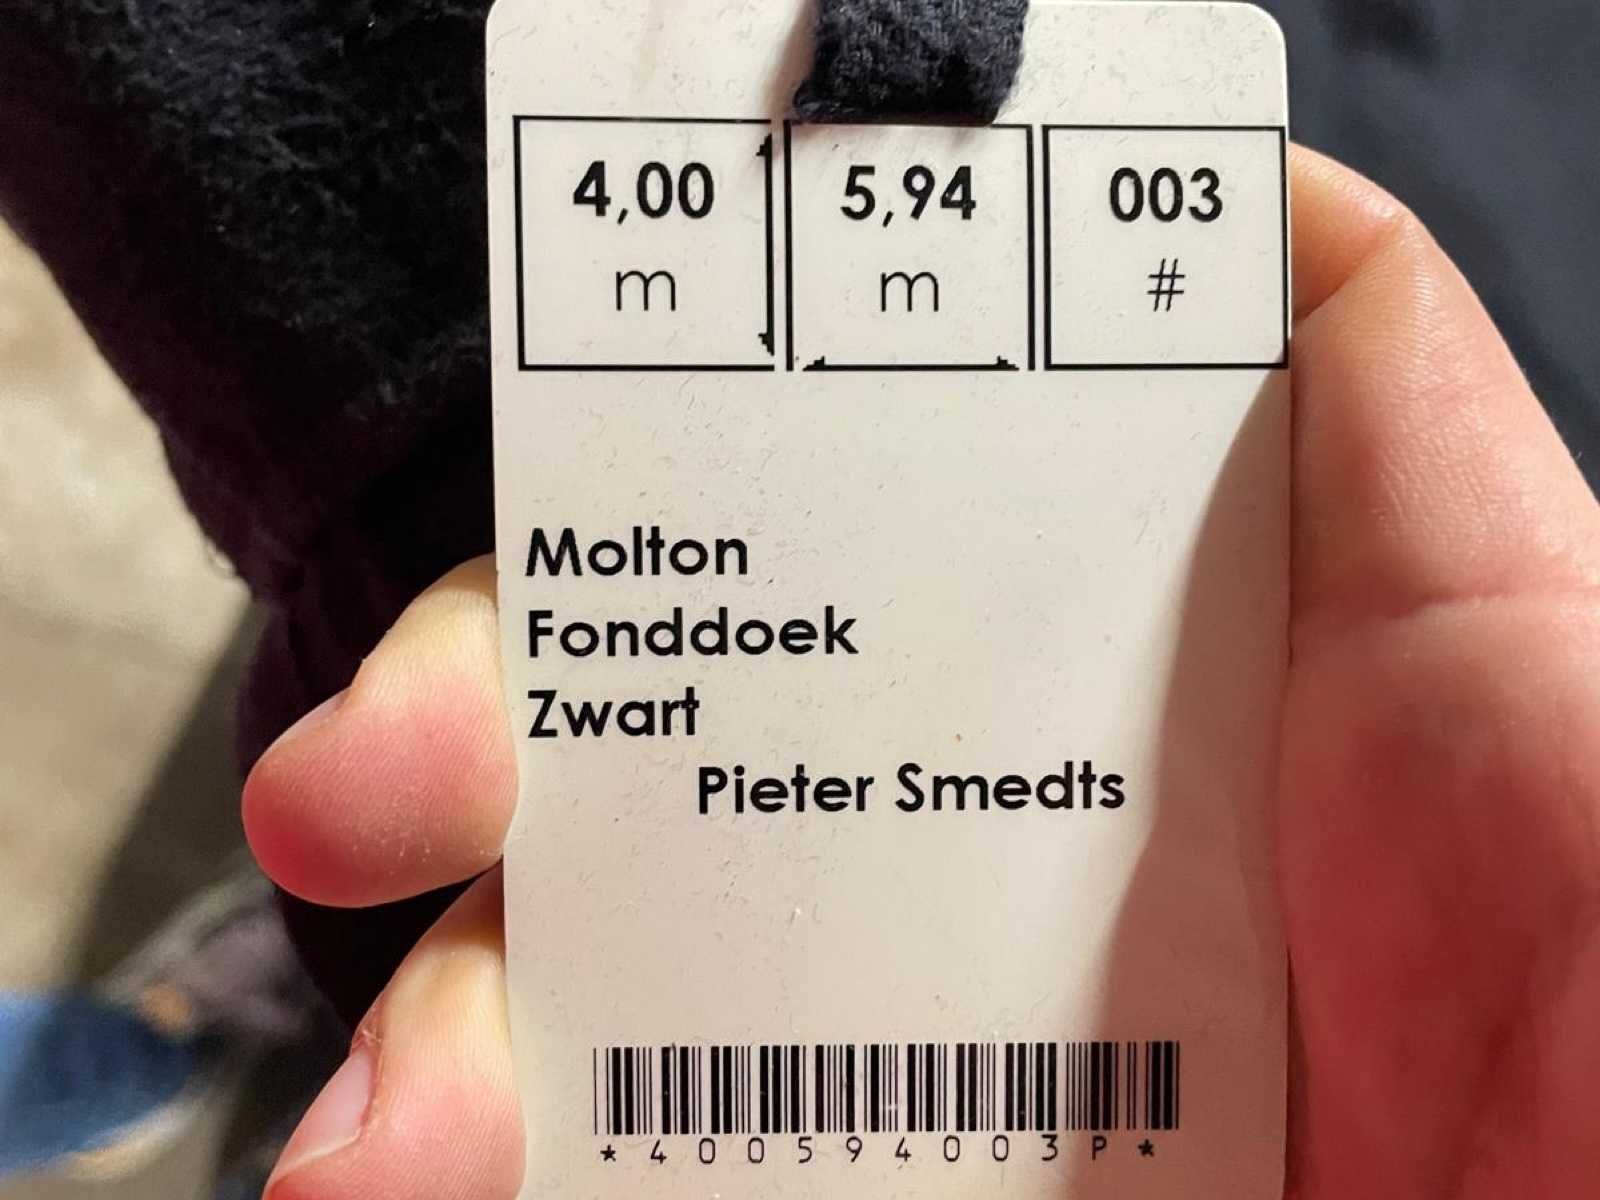 4,00 5,94 003
m m #
Molton
Fonddoek
Zwart
Pieter Smedts
*400594003P*